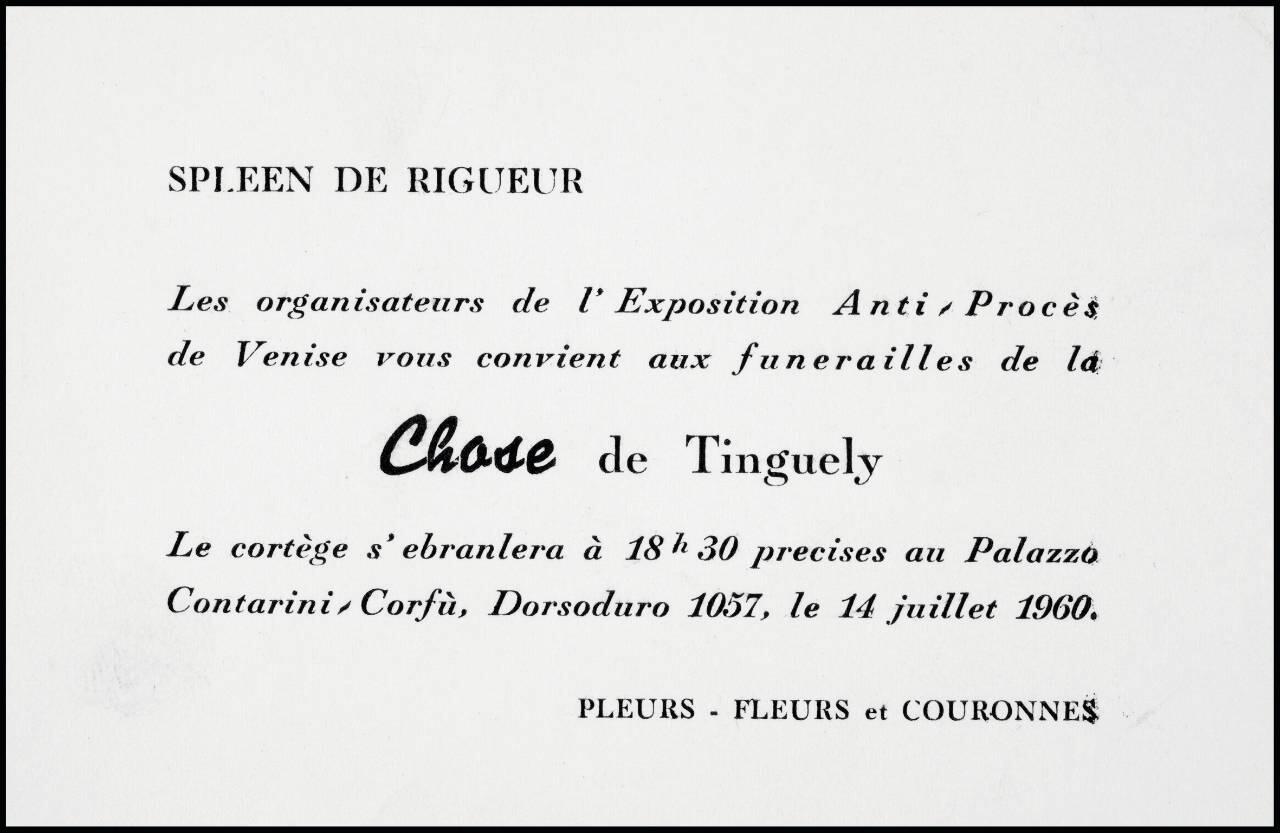 SPLEEN DE RIGUEUR
Les organisateurs de l' Exposition Anti-Procès
de Venise vous convient aux funerailles de la
Chose de Tinguely
Le cortège s' ebranlera à 18 h 30 precises au Palazzo
Contarini-Corfù, Dorsoduro 1057, le 14 juillet 1960.
PLEURS - FLEURS et COURONNES